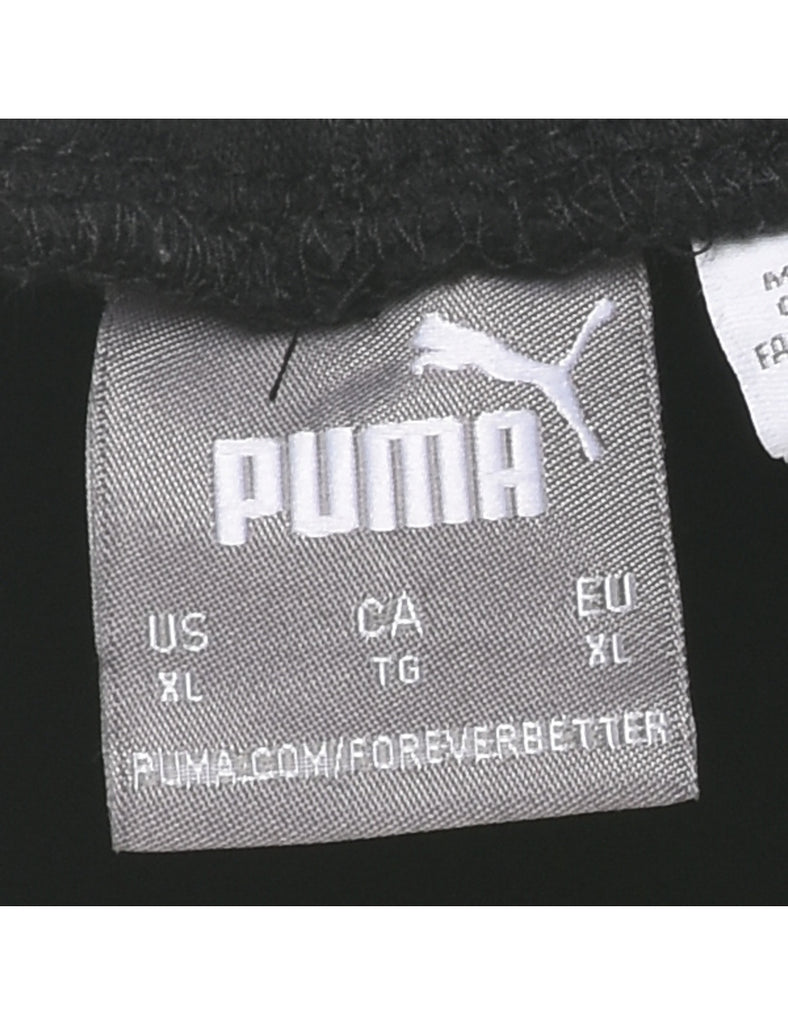 PUMA
US CA EU
XL TG XL
PUMA.COM/FOREVERBETTER